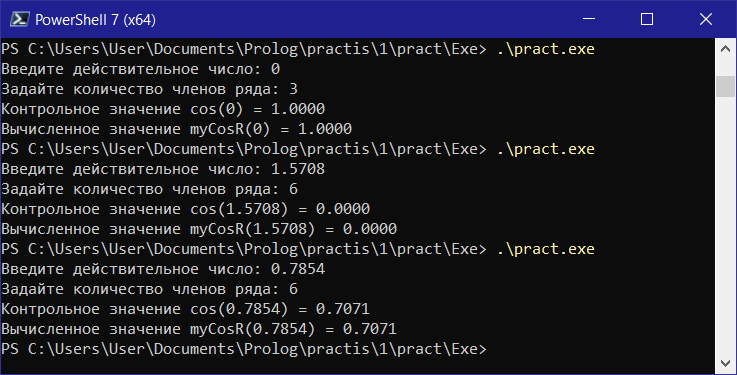 PowerShell 7 (x64)
PS C:\Users\User\Documents\Prolog\practis\1\pract\Exe> .\pract.exe
Введите действительное число: 0
Задайте количество членов ряда: 3
Контрольное значение cos(0) = 1.0000
Вычисленное значение myCosR(0) = 1.0000
PS C:\Users\User\Documents\Prolog\practis\1\pract\Exe> .\pract.exe
Введите действительное число: 1.5708
Задайте количество членов ряда: 6
Контрольное значение cos(1.5708) = 0.0000
Вычисленное значение myCosR(1.5708) = 0.0000
PS C:\Users\User\Documents\Prolog\practis\1\pract\Exe> .\pract.exe
Введите действительное число: 0.7854
Задайте количество членов ряда: 6
Контрольное значение cos(0.7854) = 0.7071
Вычисленное значение myCosR(0.7854) = 0.7071
PS C:\Users\User\Documents\Prolog\practis\1\pract\Exe>